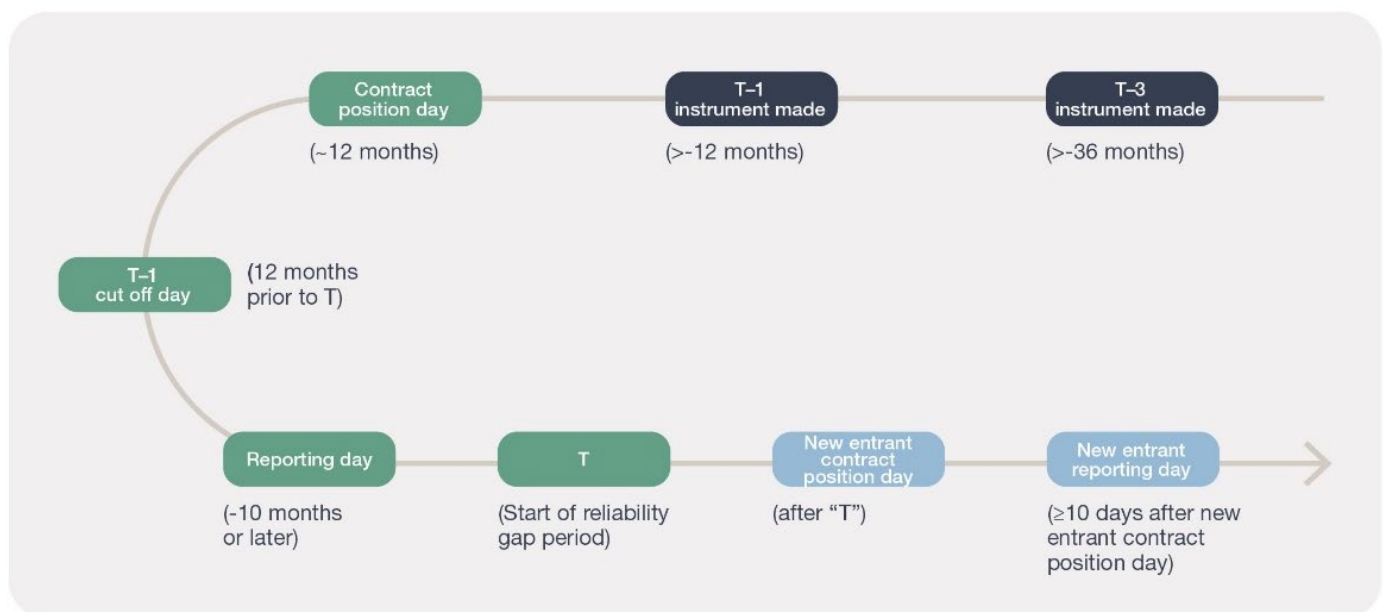 Contract
position day
T–1
instrument made
T–3
instrument made
(~12 months)
(>-12 months)
(>-36 months)
T–1
cut off day
(12 months
prior to T)
Reporting day
T
New entrant
contract
position day
New entrant
reporting day
(-10 months
or later)
(Start of reliability
gap period)
(after “T”)
(≥10 days after new
entrant contract
position day)